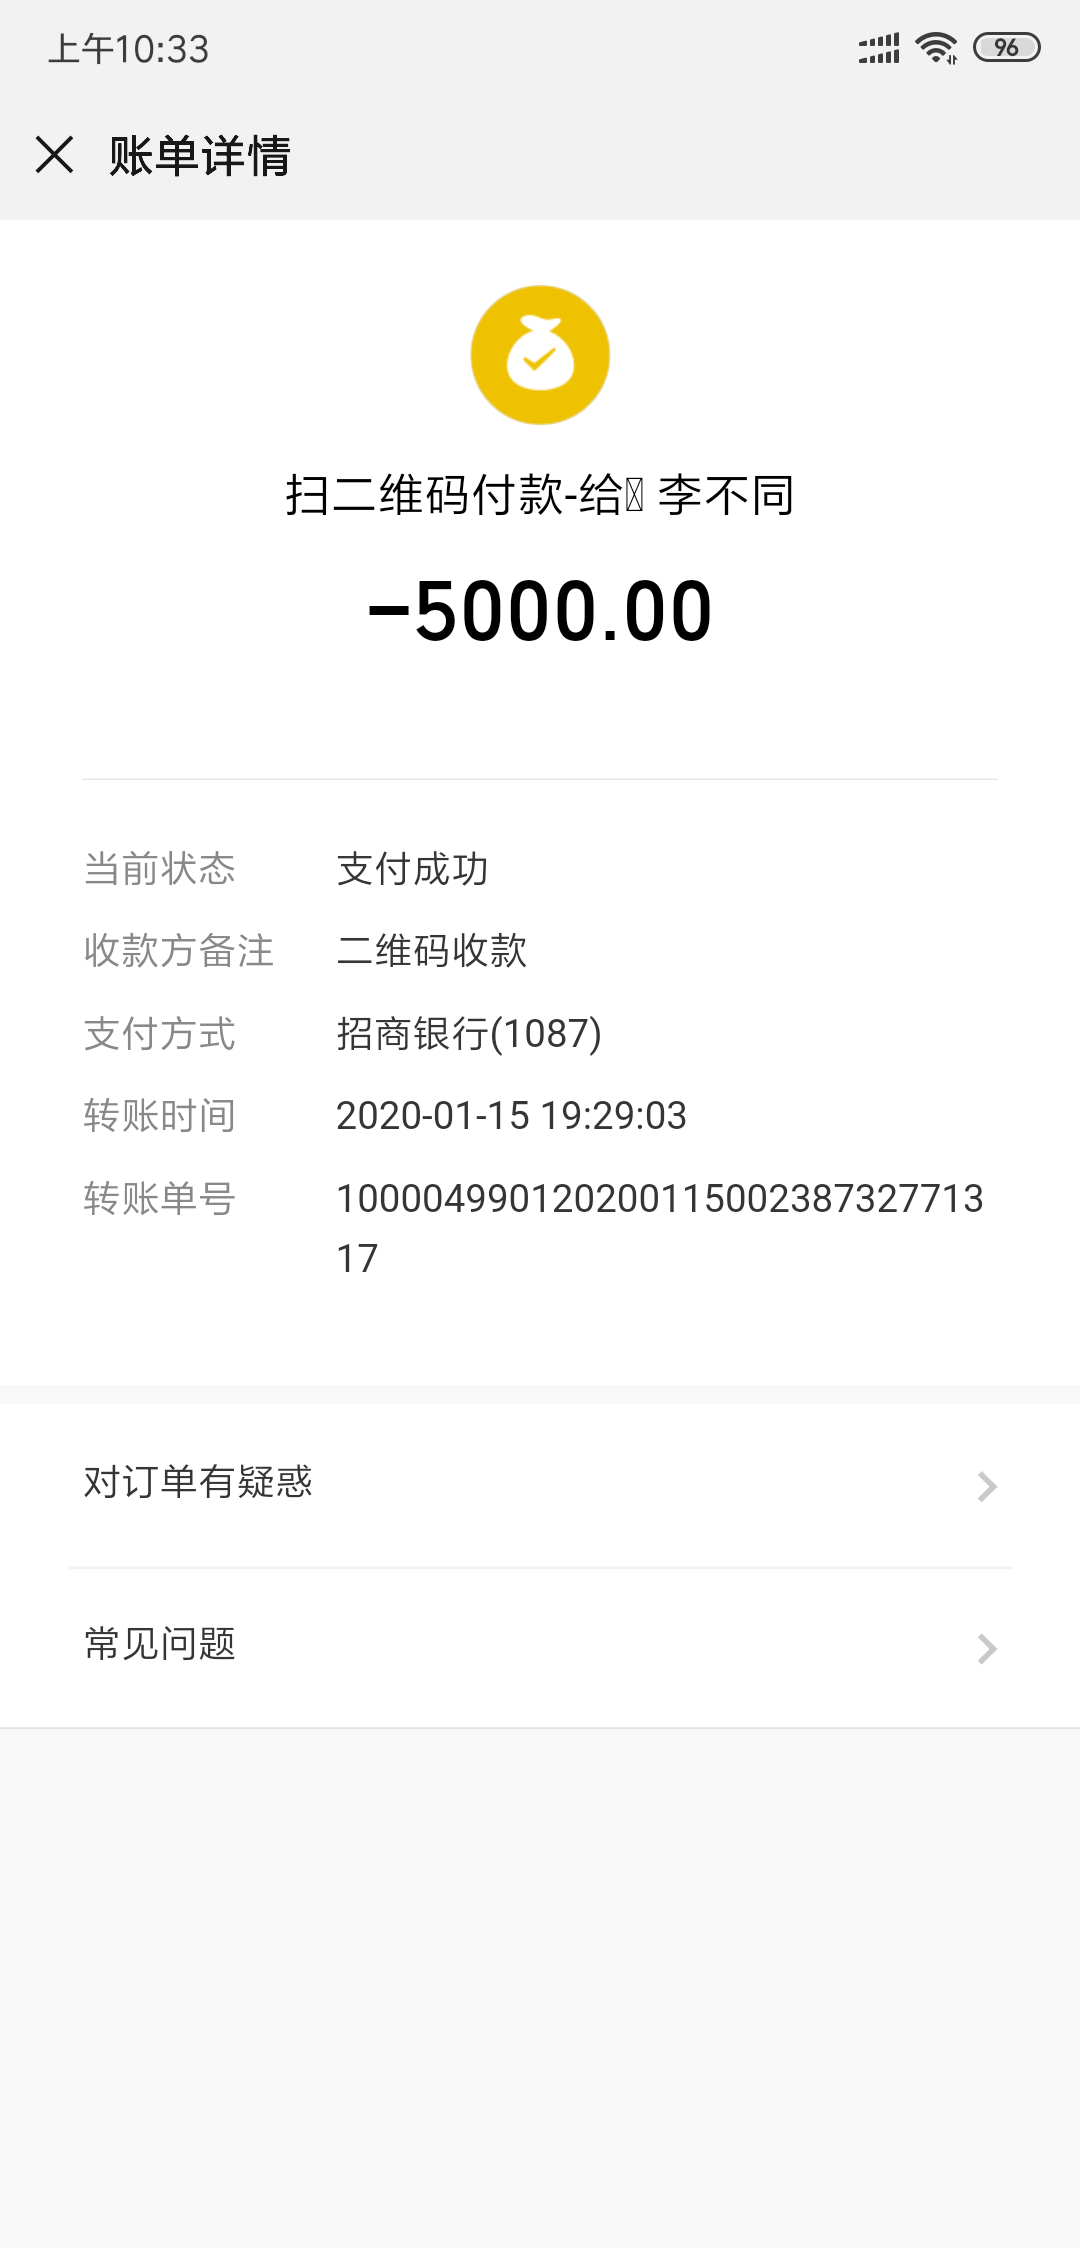 上午10:33
96
账单详情
扫二维码付款-给 李不同
-5000.00
当前状态 支付成功
收款方备注 二维码收款
支付方式 招商银行(1087)
转账时间 2020-01-15 19:29:03
转账单号 100004990120200115002387327713
17
对订单有疑惑
常见问题